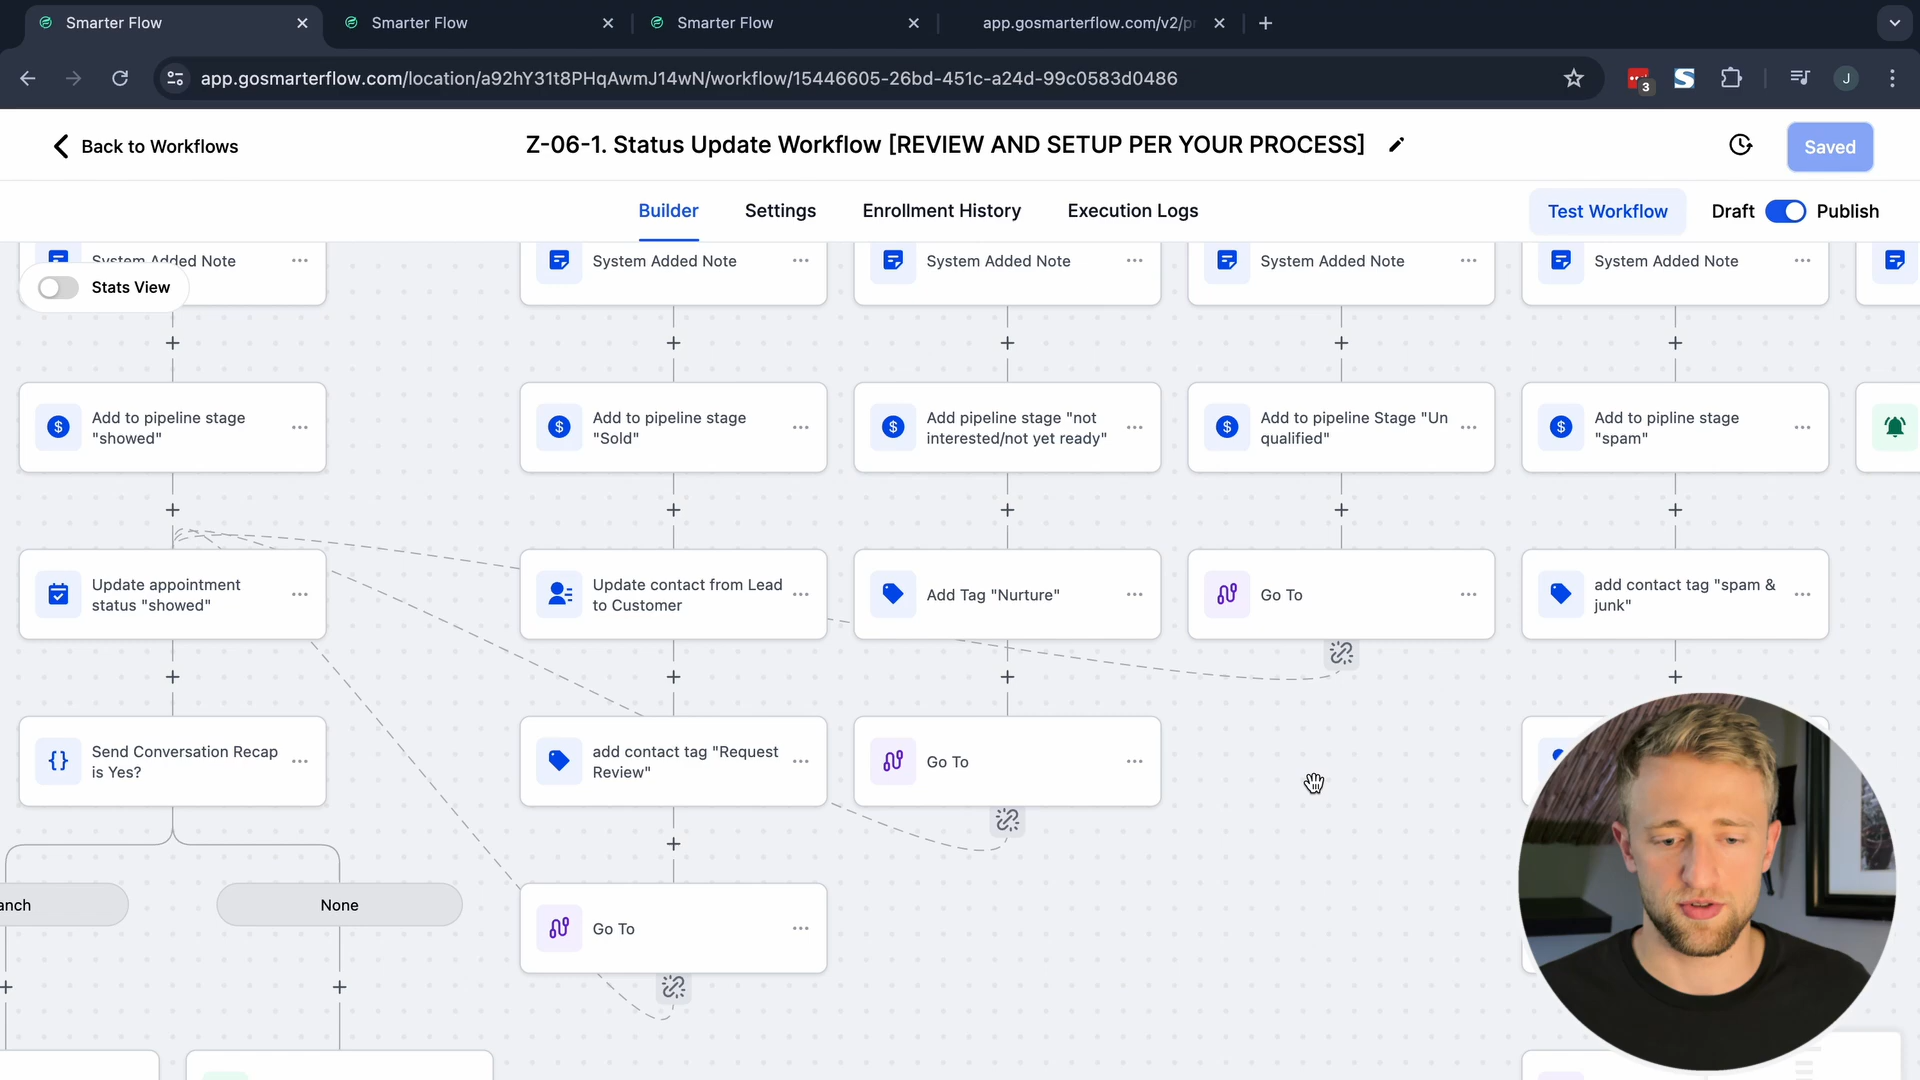 Smarter Flow
Smarter Flow
Smarter Flow
app.gosmarterflow.com/v2/pr
app.gosmarterflow.com/location/a92hY31t8PHqAwmJ14wN/workflow/15446605-26bd-451c-a24d-99c0583d0486
3
J
Back to Workflows
Z-06-1. Status Update Workflow [REVIEW AND SETUP PER YOUR PROCESS]
Saved
Builder
Settings
Enrollment History
Execution Logs
Test Workflow
Draft
Publish
System Added Note
System Added Note
System Added Note
System Added Note
System Added Note
Stats View
Add to pipeline stage
"showed"
Add to pipeline stage
"Sold"
Add pipeline stage "not
interested/not yet ready"
Add to pipeline Stage "Un
qualified"
Add to pipline stage
"spam"
Update appointment
status "showed"
Update contact from Lead
to Customer
Add Tag "Nurture"
Go To
add contact tag "spam &
junk"
Send Conversation Recap
is Yes?
add contact tag "Request
Review"
Go To
anch
None
Go To